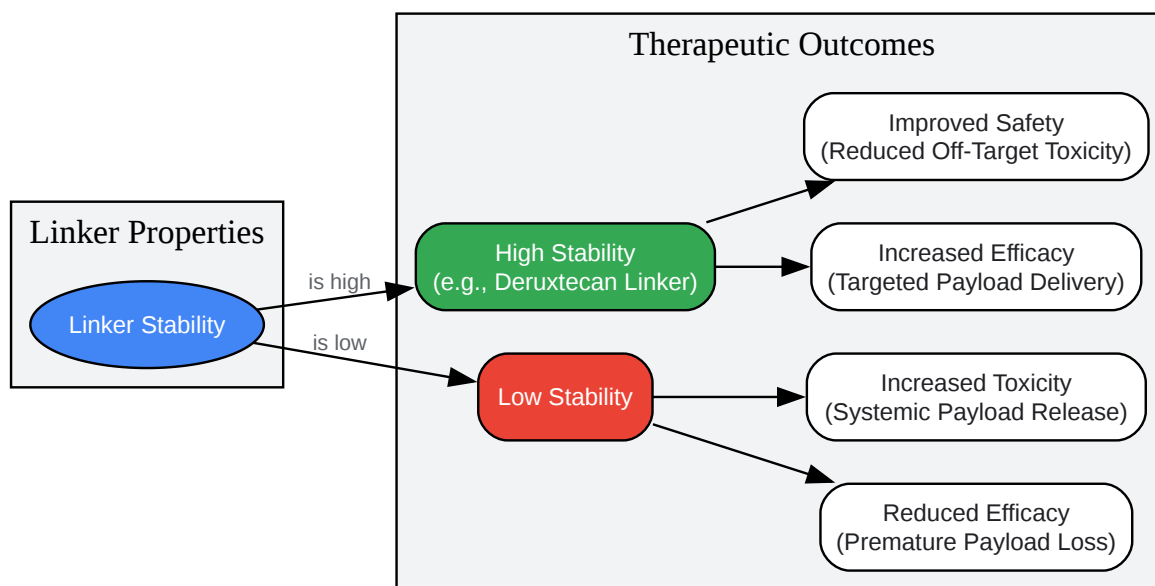 Therapeutic Outcomes
Improved Safety
(Reduced Off-Target Toxicity)
Linker Properties
High Stability
(e.g., Deruxtecan Linker)
Increased Efficacy
(Targeted Payload Delivery)
is high
Linker Stability
is low
Low Stability
Increased Toxicity
(Systemic Payload Release)
Reduced Efficacy
(Premature Payload Loss)